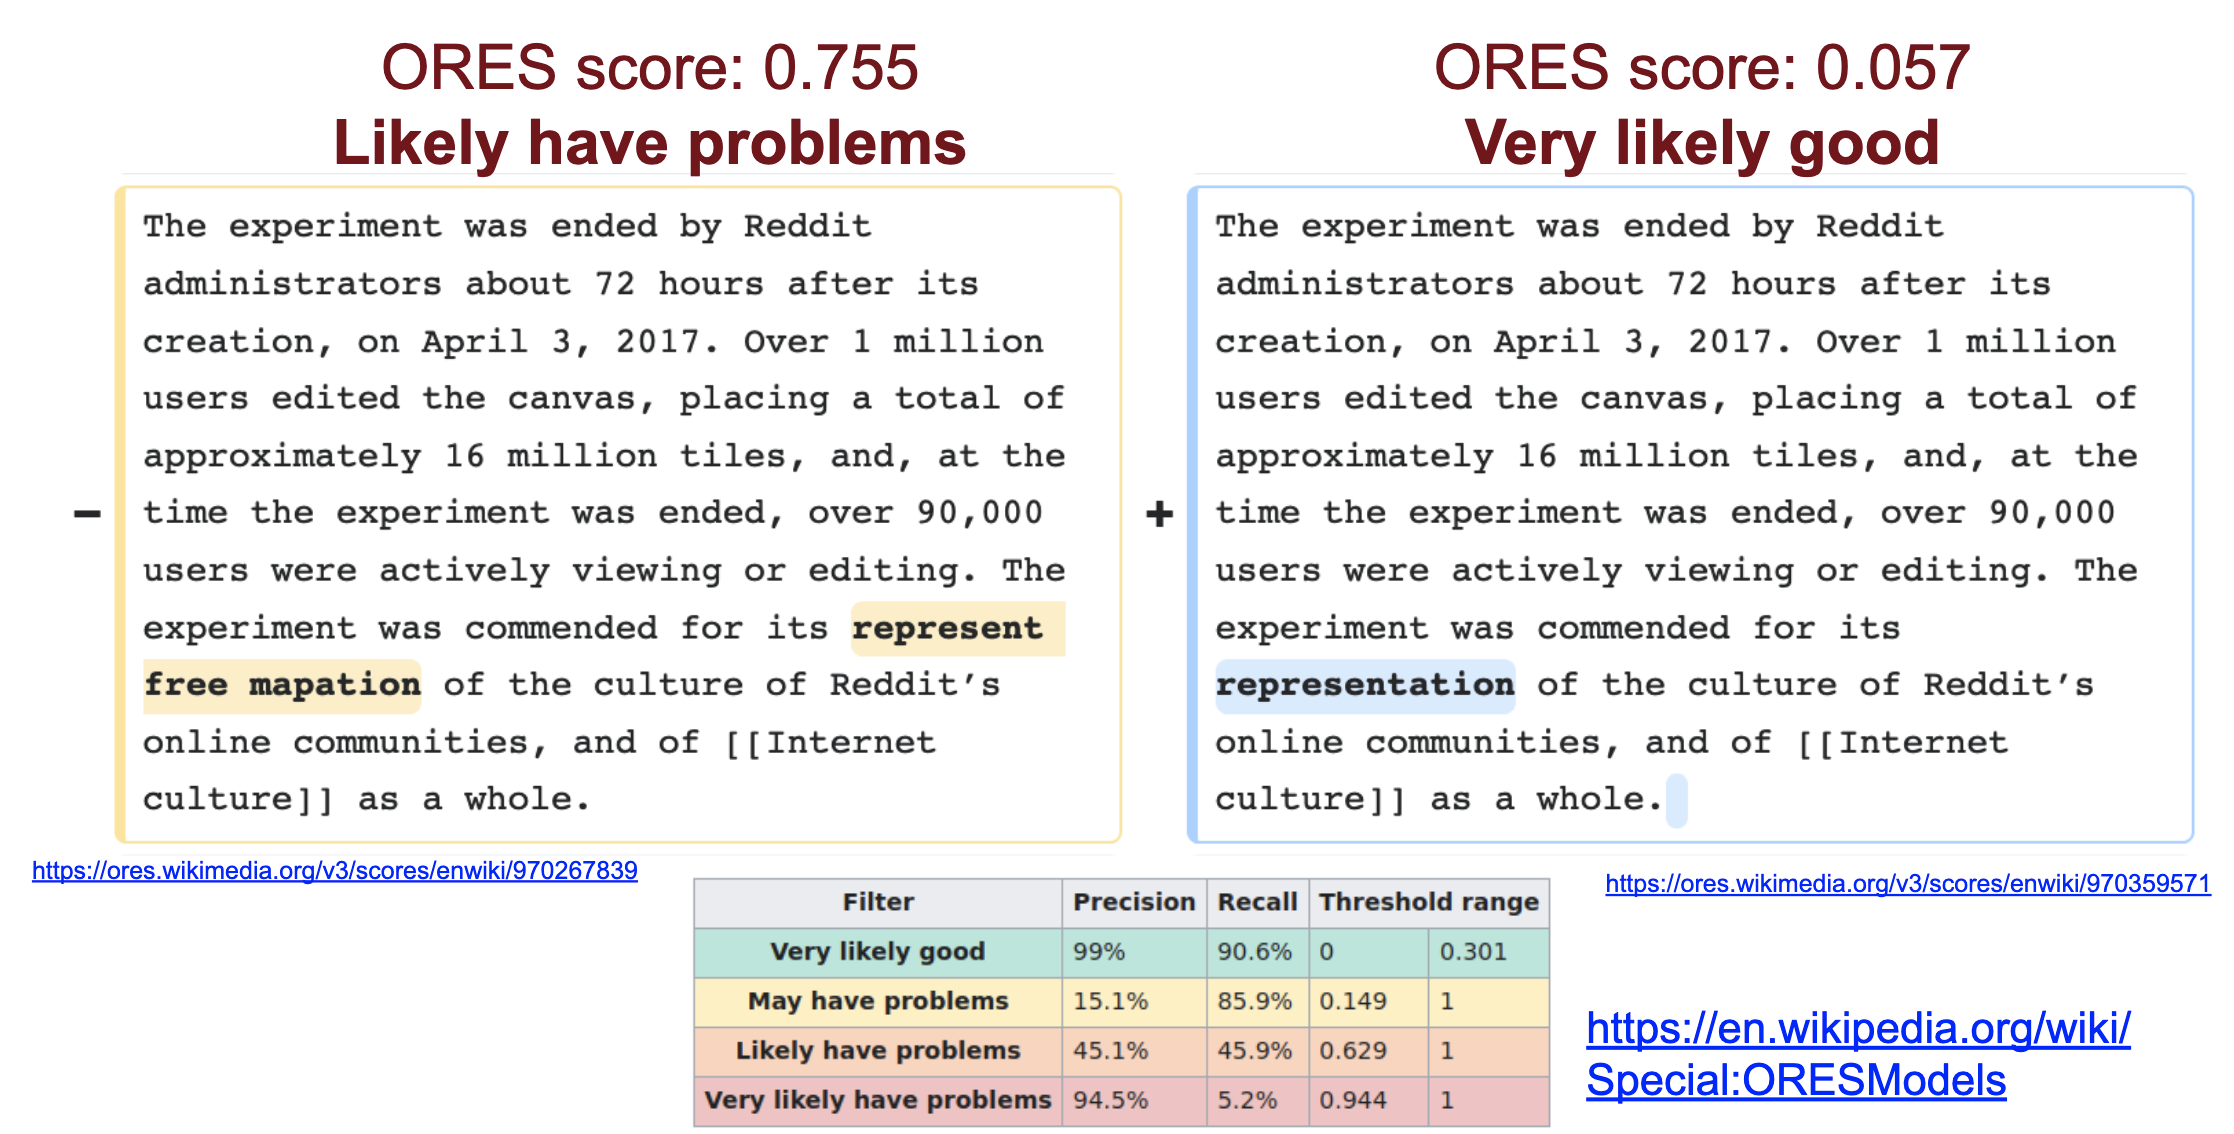 ORES score: 0.755
Likely have problems
ORES score: 0.057
Very likely good
−
The experiment was ended by Reddit
administrators about 72 hours after its
creation, on April 3, 2017. Over 1 million
users edited the canvas, placing a total of
approximately 16 million tiles, and, at the
time the experiment was ended, over 90,000
users were actively viewing or editing. The
experiment was commended for its represent
free mapation of the culture of Reddit’s
online communities, and of [[Internet
culture]] as a whole.
+
The experiment was ended by Reddit
administrators about 72 hours after its
creation, on April 3, 2017. Over 1 million
users edited the canvas, placing a total of
approximately 16 million tiles, and, at the
time the experiment was ended, over 90,000
users were actively viewing or editing. The
experiment was commended for its
representation of the culture of Reddit’s
online communities, and of [[Internet
culture]] as a whole.
https://ores.wikimedia.org/v3/scores/enwiki/970267839
https://ores.wikimedia.org/v3/scores/enwiki/970359571
Filter Precision Recall Threshold range
Very likely good 99% 90.6% 0 0.301
May have problems 15.1% 85.9% 0.149 1
Likely have problems 45.1% 45.9% 0.629 1
Very likely have problems 94.5% 5.2% 0.944 1
https://en.wikipedia.org/wiki/
Special:ORESModels